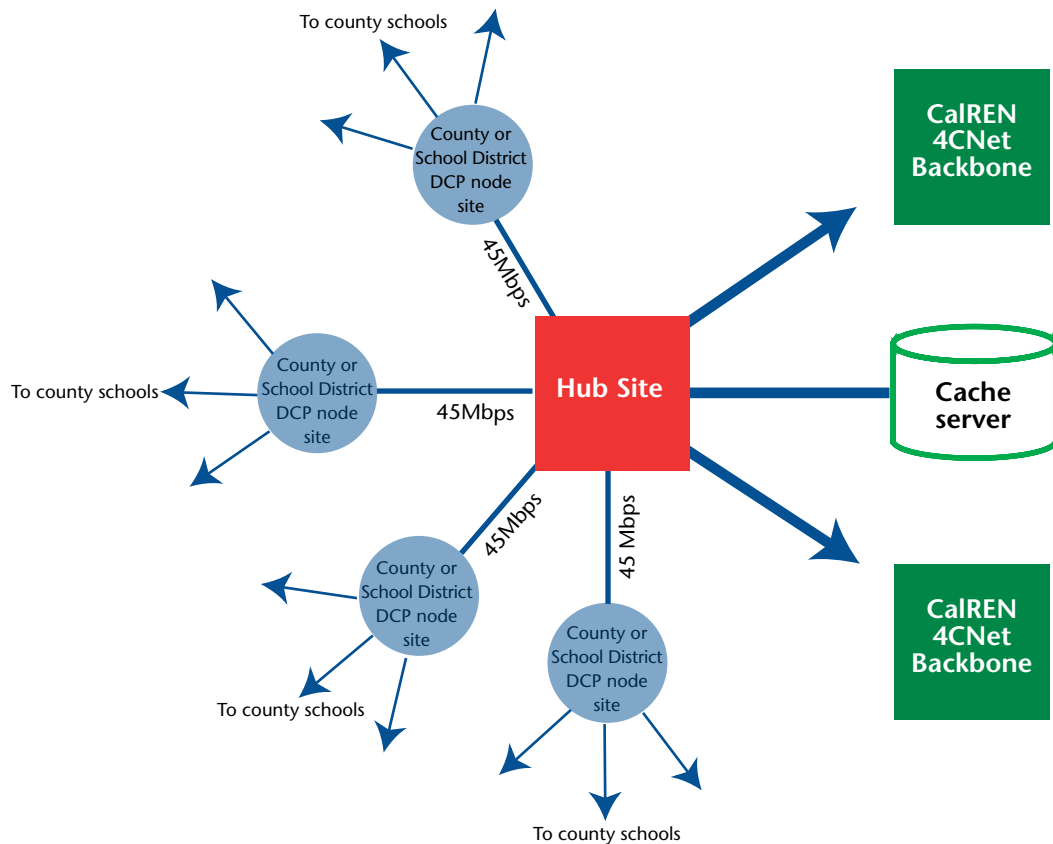 To county schools
County or
School District
DCP node
site
45Mbps
CalREN
4CNet
Backbone
County or
School District
DCP node
site
To county schools
45Mbps
Hub Site
Cache
server
45Mbps
45 Mbps
County or
School District
DCP node
site
To county schools
County or
School District
DCP node
site
To county schools
CalREN
4CNet
Backbone